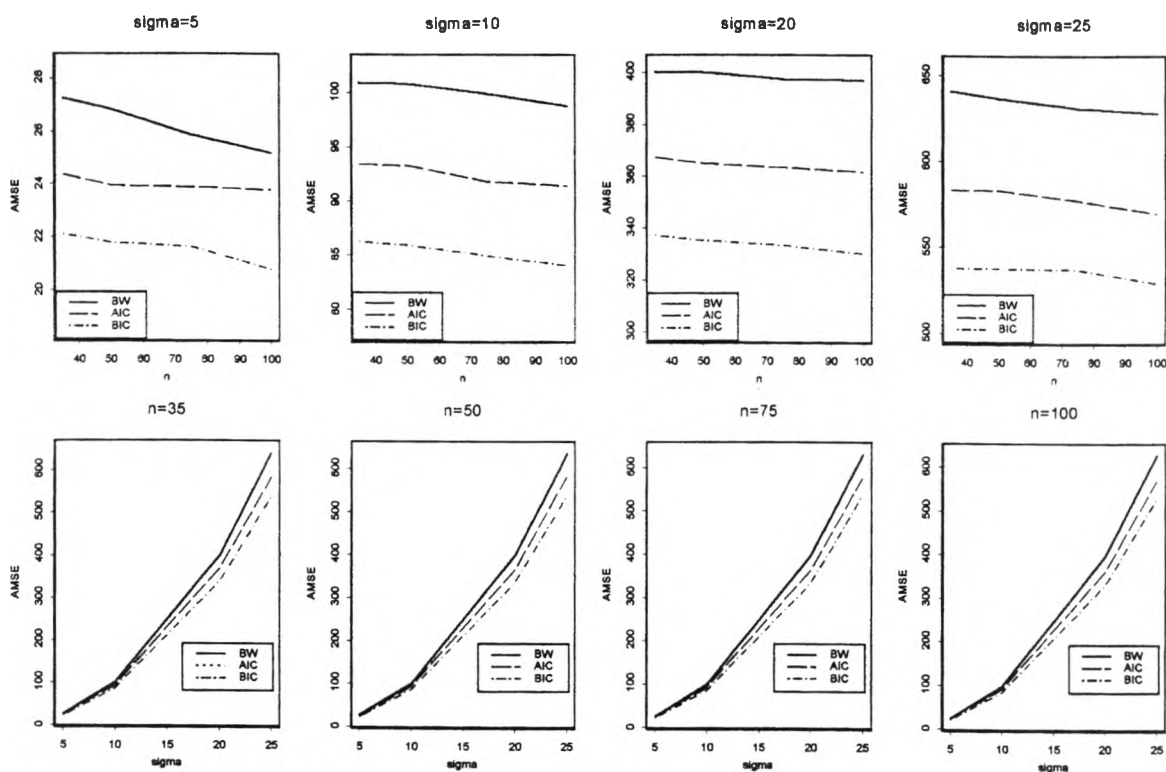 sigma=5
AMSE
20 22 24 26 28
BW
AIC
BIC
40 50 60 70 80 90 100
n
sigma=10
AMSE
80 85 90 95 100
BW
AIC
BIC
40 50 60 70 80 90 100
n
sigma=20
AMSE
300 320 340 360 380 400
BW
AIC
BIC
40 50 60 70 80 90 100
n
sigma=25
AMSE
500 550 600 650
BW
AIC
BIC
40 50 60 70 80 90 100
n
n=35
AMSE
0 100 200 300 400 500 600
BW
AIC
BIC
5 10 15 20 25
sigma
n=50
AMSE
0 100 200 300 400 500 600
BW
AIC
BIC
5 10 15 20 25
sigma
n=75
AMSE
0 100 200 300 400 500 600
BW
AIC
BIC
5 10 15 20 25
sigma
n=100
AMSE
0 100 200 300 400 500 600
BW
AIC
BIC
5 10 15 20 25
sigma